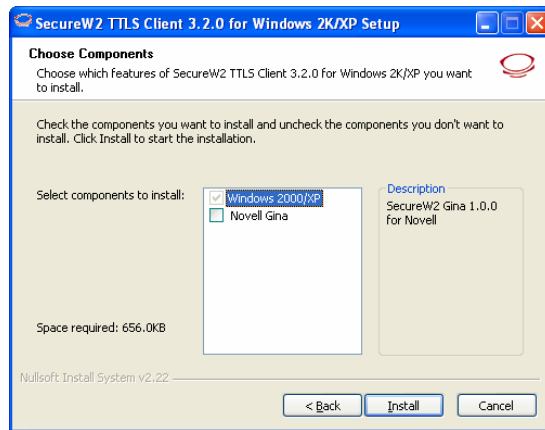 SecureW2 TTLS Client 3.2.0 for Windows 2K/XP Setup
Choose Components
Choose which features of SecureW2 TTLS Client 3.2.0 for Windows 2K/XP you want
to install.
Check the components you want to install and uncheck the components you don't want to
install. Click Install to start the installation.
Select components to install:
Windows 2000/XP
Novell Gina
Description
SecureW2 Gina 1.0.0
for Novell
Space required: 656.0KB
Nullsoft Install System v2.22
< Back
Install
Cancel